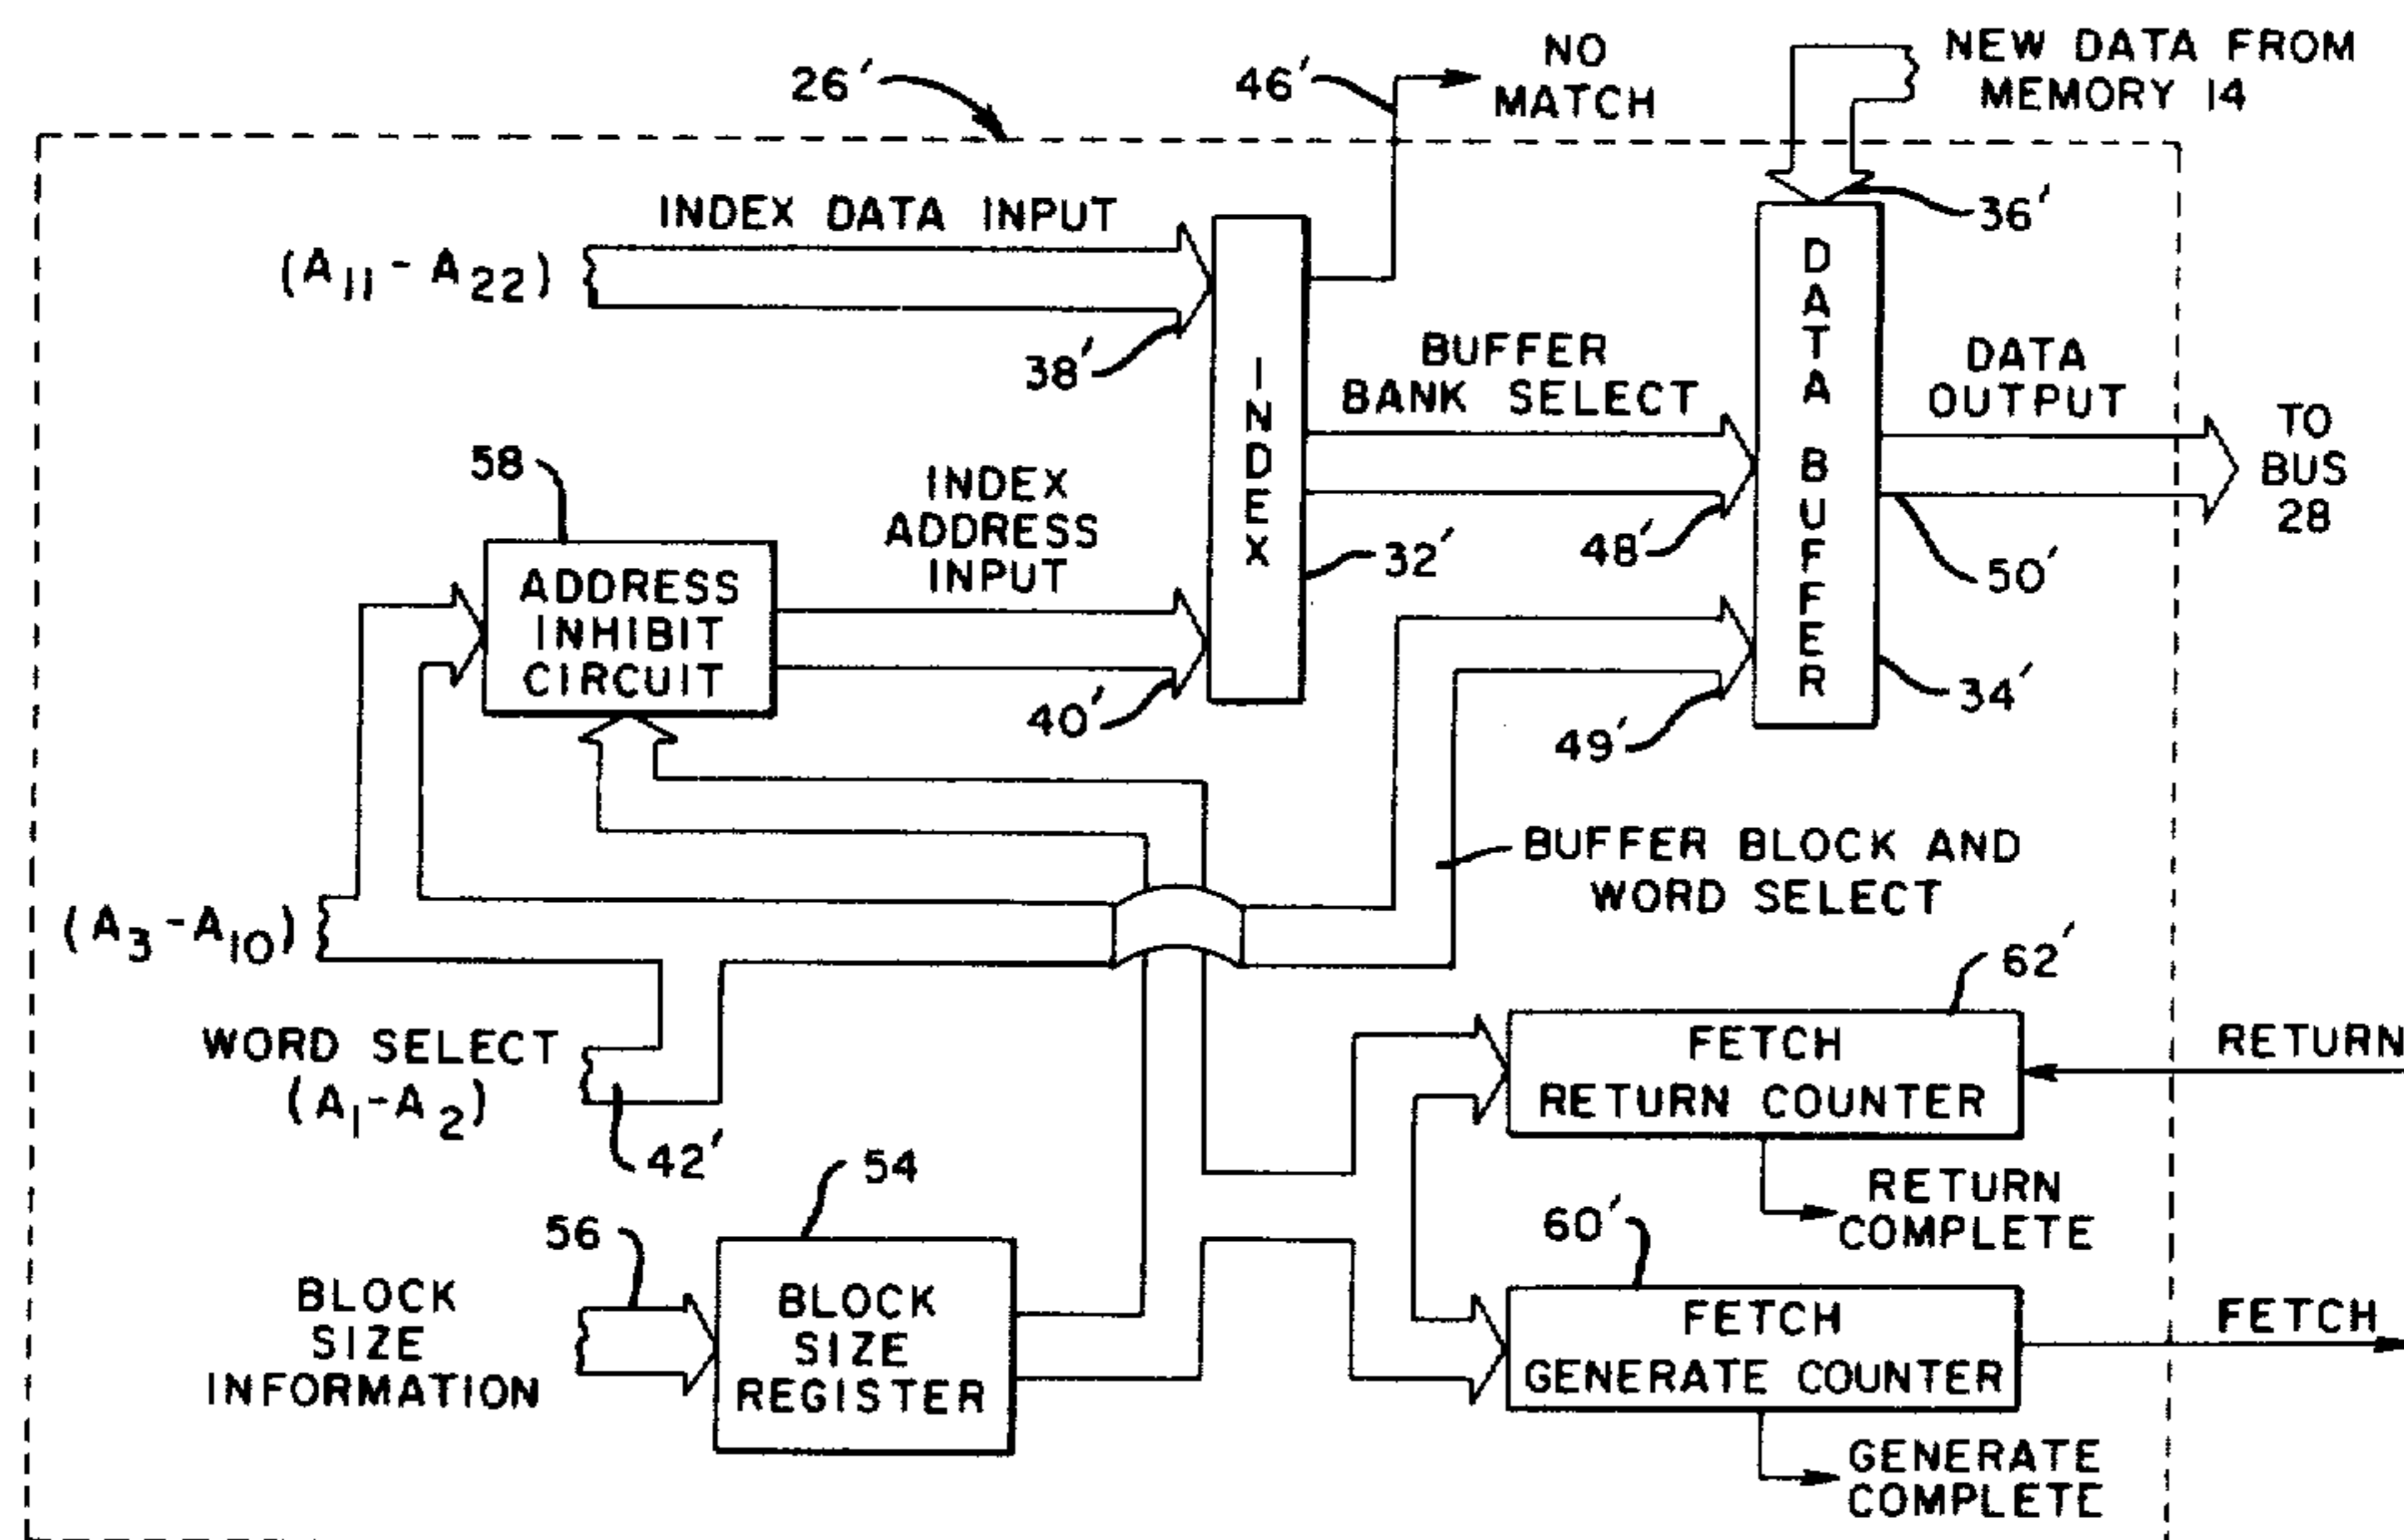 26′
46′
NO
MATCH
NEW DATA FROM
MEMORY 14
36′
INDEX DATA INPUT
(A11 - A22)
38′
INDEX
32′
BUFFER
BANK SELECT
48′
DATA BUFFER
34′
DATA
OUTPUT
50′
TO
BUS
28
58
ADDRESS
INHIBIT
CIRCUIT
INDEX
ADDRESS
INPUT
40′
49′
BUFFER BLOCK AND
WORD SELECT
(A3 - A10)
WORD SELECT
(A1 - A2)
42′
62′
FETCH
RETURN COUNTER
RETURN
RETURN
COMPLETE
54
56
BLOCK
SIZE
INFORMATION
BLOCK
SIZE
REGISTER
60′
FETCH
GENERATE COUNTER
FETCH
GENERATE
COMPLETE